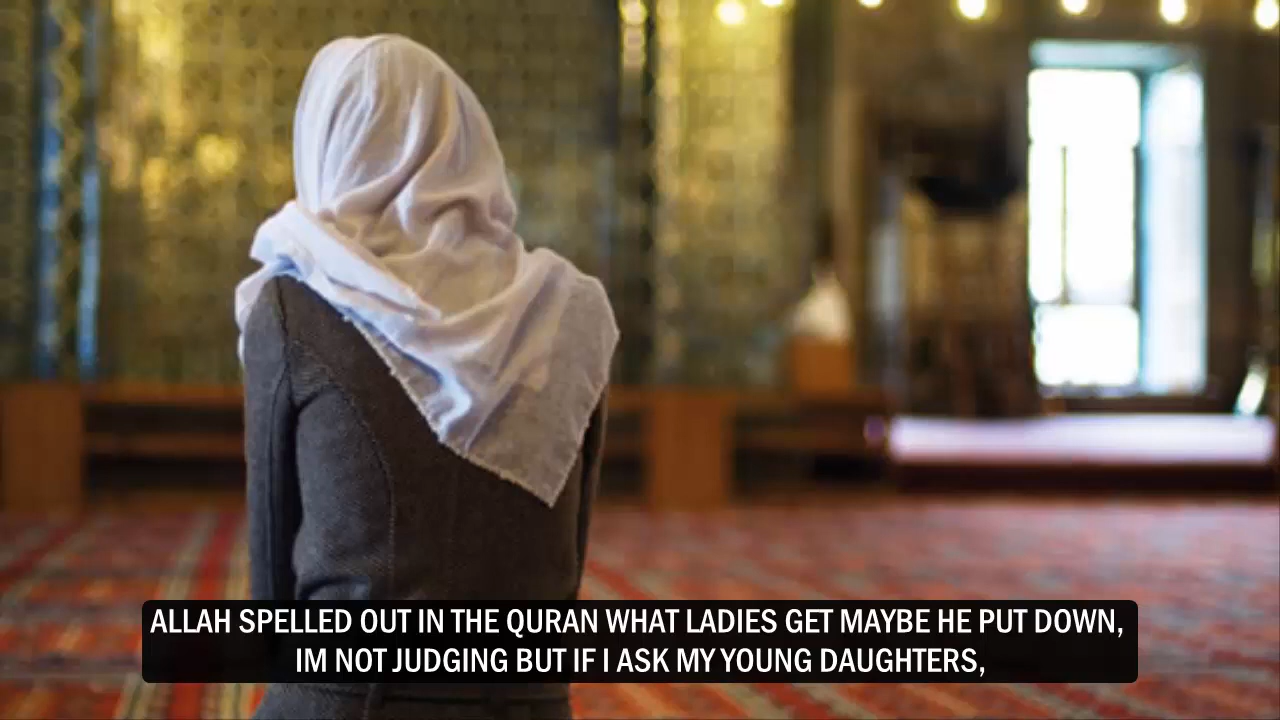 ALLAH SPELLED OUT IN THE QURAN WHAT LADIES GET MAYBE HE PUT DOWN,
IM NOT JUDGING BUT IF I ASK MY YOUNG DAUGHTERS,